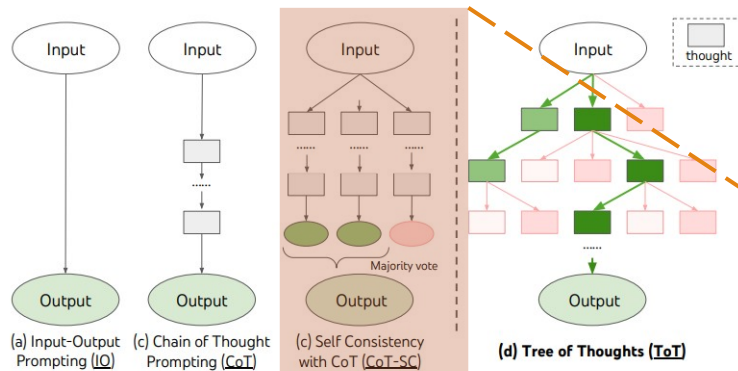 Input
Input
Input
Input
thought
......
......
......
......
......
Majority vote
Output
Output
Output
Output
(a) Input-Output
Prompting (IO)
(c) Chain of Thought
Prompting (CoT)
(c) Self Consistency
with CoT (CoT-SC)
(d) Tree of Thoughts (ToT)